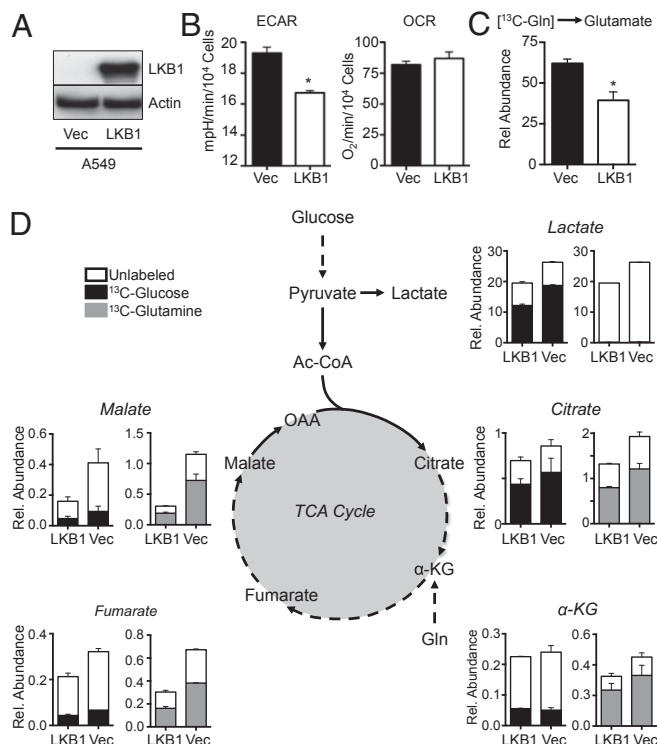 A
LKB1
Actin
Vec LKB1
A549
B
ECAR
mpH/min/10⁴ Cells
20
18
16
14
12
Vec LKB1
*
OCR
O₂/min/10⁴ Cells
100
75
50
25
0
Vec LKB1
C
[¹³C-Gln] Glutamate
Rel Abundance
75
50
25
0
*
Vec LKB1
D
Unlabeled
¹³C-Glucose
¹³C-Glutamine
Glucose
Pyruvate Lactate
Ac-CoA
OAA
Malate
Citrate
TCA Cycle
α-KG
Fumarate
Gln
Lactate
Rel. Abundance
30
20
10
0
LKB1 Vec
30
20
10
0
LKB1 Vec
Malate
Rel. Abundance
0.6
0.4
0.2
0.0
LKB1 Vec
1.5
1.0
0.5
0.0
LKB1 Vec
Citrate
Rel. Abundance
1
0
LKB1 Vec
2
1
0
LKB1 Vec
Fumarate
Rel. Abundance
0.4
0.2
0.0
LKB1 Vec
0.8
0.6
0.4
0.2
0.0
LKB1 Vec
α-KG
Rel. Abundance
0.3
0.2
0.1
0.0
LKB1 Vec
0.6
0.4
0.3
0.0
LKB1 Vec